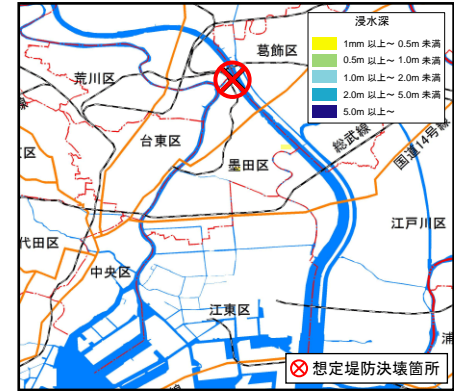 浸水深
1mm 以上～ 0.5m 未満
0.5m 以上～ 1.0m 未満
1.0m 以上～ 2.0m 未満
2.0m 以上～ 5.0m 未満
5.0m 以上～
葛飾区
荒川区
台東区
墨田区
総武線
国道14号線
区
江戸川区
代田区
中央区
江東区
浦
想定堤防決壊箇所